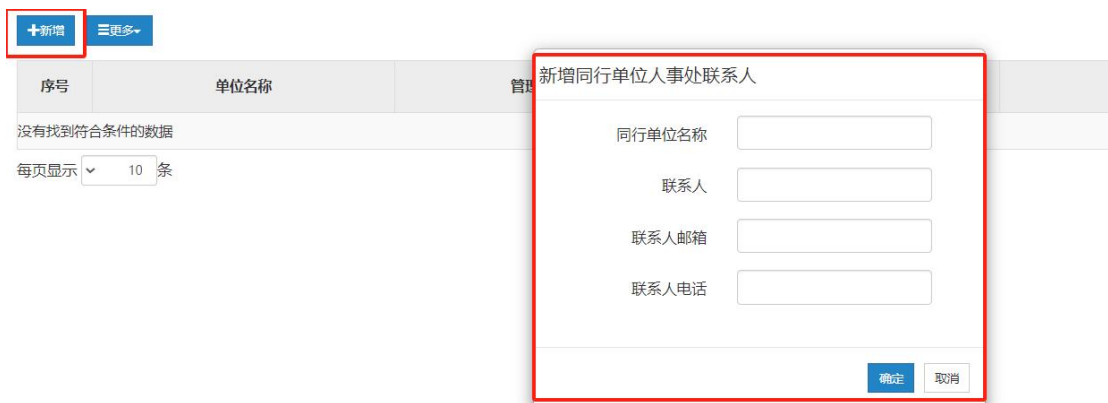 新增
更多
序号 单位名称 管理
没有找到符合条件的数据
每页显示 10 条
新增同行单位人事处联系人
同行单位名称
联系人
联系人邮箱
联系人电话
确定 取消